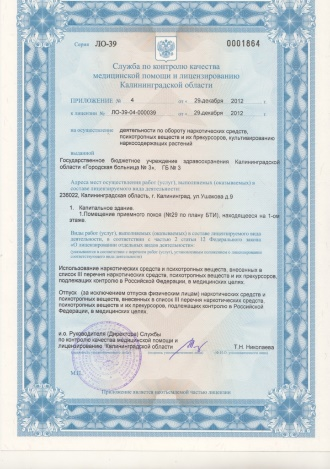 Серия ЛО-39 0001864
Служба по контролю качества
медицинской помощи и лицензированию
Калининградской области
ПРИЛОЖЕНИЕ № 4 от « 29 декабря 2012 »
к лицензии № ЛО-39-04-000039 от « 29 декабря 2012 »
на осуществление деятельности по обороту наркотических средств,
психотропных веществ и их прекурсоров, культивированию
наркосодержащих растений
выданной
Государственное бюджетное учреждение здравоохранения Калининградской
области «Городская больница № 3», ГБ № 3
Адреса мест осуществления работ (услуг), выполняемых (оказываемых) в
составе лицензируемого вида деятельности
236022, Калининградская область, г. Калининград, ул.Ушакова д.9
1. Капитальное здание.
1.Помещение приемного покоя (№29 по плану БТИ), находящееся на 1-ом
этаже.
Виды работ (услуг), выполняемых (оказываемых) в составе лицензируемого вида
деятельности, в соответствии с частью 2 статьи 12 Федерального закона
«О лицензировании отдельных видов деятельности»:
Использование наркотических средств и психотропных веществ, внесенных в
список III перечня наркотических средств, психотропных веществ и их прекурсоров,
подлежащих контролю в Российской Федерации, в медицинских целях.
Отпуск (за исключением отпуска физическим лицам) наркотических средств и
психотропных веществ, внесенных в список III перечня наркотических средств,
психотропных веществ и их прекурсоров, подлежащих контролю в Российской
Федерации, в медицинских целях.
и.о. Руководителя (Директора) Службы
по контролю качества медицинской помощи и
лицензированию Калининградской области Т.Н. Николаева
М.П.
Приложение является неотъемлемой частью лицензии